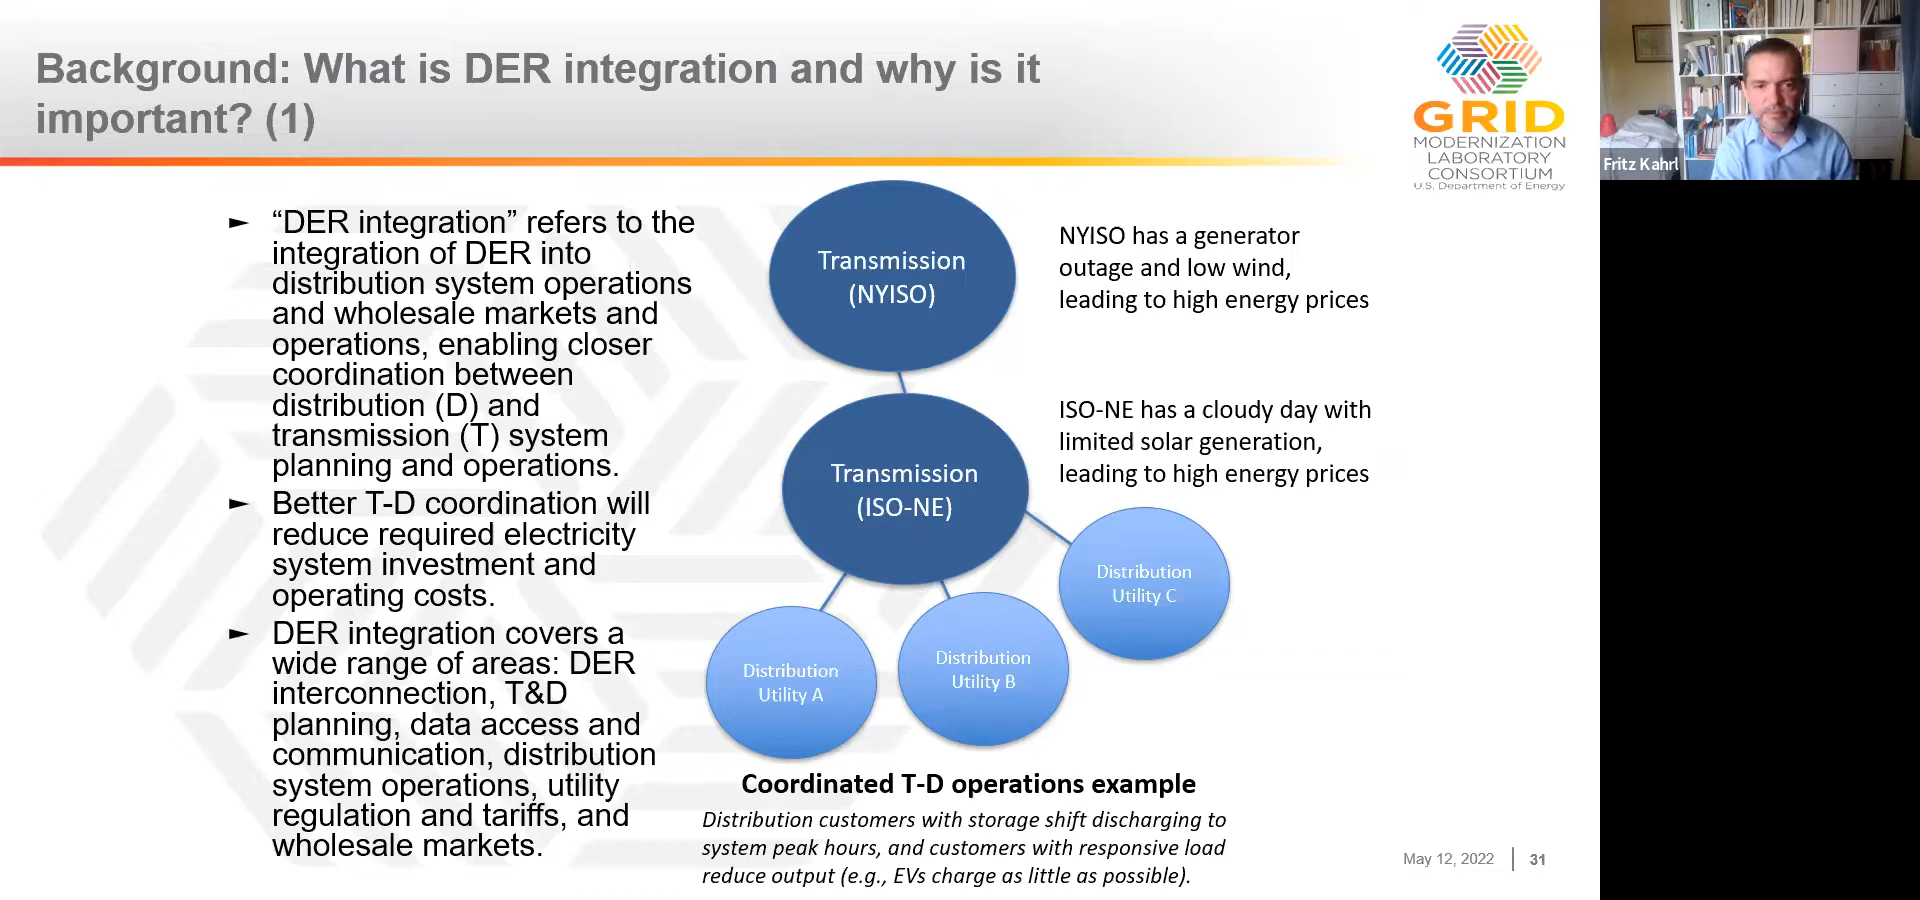 Background: What is DER integration and why is it
important? (1)
GRID
MODERNIZATION
LABORATORY
CONSORTIUM
U.S. Department of Energy
Fritz Kahrl
► “DER integration” refers to the
integration of DER into
distribution system operations
and wholesale markets and
operations, enabling closer
coordination between
distribution (D) and
transmission (T) system
planning and operations.
► Better T-D coordination will
reduce required electricity
system investment and
operating costs.
► DER integration covers a
wide range of areas: DER
interconnection, T&D
planning, data access and
communication, distribution
system operations, utility
regulation and tariffs, and
wholesale markets.
Transmission
(NYISO)
NYISO has a generator
outage and low wind,
leading to high energy prices
Transmission
(ISO-NE)
ISO-NE has a cloudy day with
limited solar generation,
leading to high energy prices
Distribution
Utility A
Distribution
Utility B
Distribution
Utility C
Coordinated T-D operations example
Distribution customers with storage shift discharging to
system peak hours, and customers with responsive load
reduce output (e.g., EVs charge as little as possible).
May 12, 2022
31